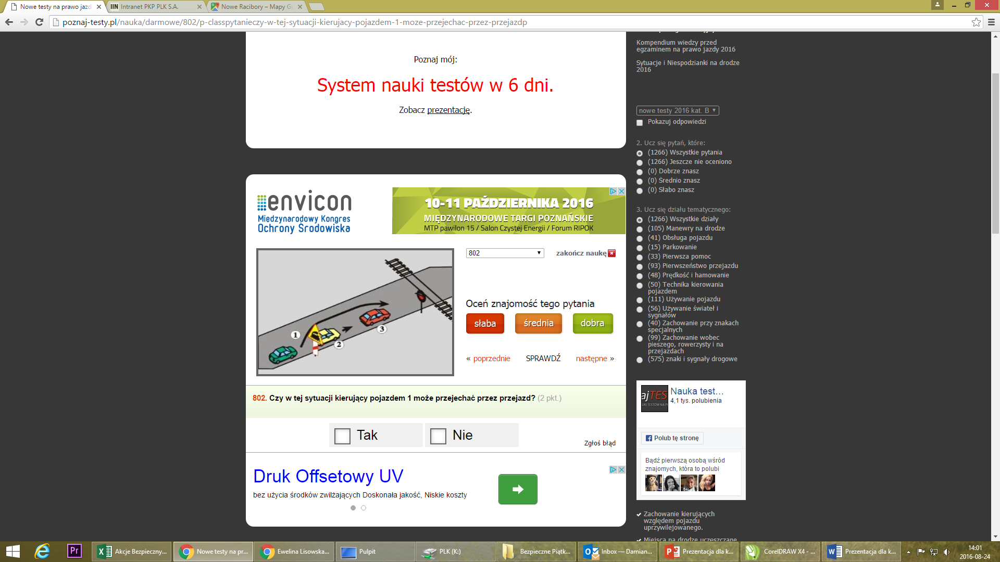 Nowe testy na prawo jazd
Intranet PKP PLK S.A.
Nowe Racibory – Mapy G
poznaj-testy.pl/nauka/darmowe/802/p-classpytanieczy-w-tej-sytuacji-kierujacy-pojazdem-1-moze-przejechac-przez-przejazdp
Poznaj mój:
System nauki testów w 6 dni.
Zobacz prezentację.
Kompendium wiedzy przed
egzaminem na prawo jazdy 2016
Sytuacje i Niespodzianki na drodze
2016
nowe testy 2016 kat. B
Pokazuj odpowiedzi
2. Ucz się pytań, które:
(1266) Wszystkie pytania
(1266) Jeszcze nie oceniono
(0) Dobrze znasz
(0) Średnio znasz
(0) Słabo znasz
3. Ucz się działu tematycznego:
(1266) Wszystkie działy
(105) Manewry na drodze
(41) Obsługa pojazdu
(15) Parkowanie
(33) Pierwsza pomoc
(93) Pierwszeństwo przejazdu
(48) Prędkość i hamowanie
(50) Technika kierowania
pojazdem
(111) Używanie pojazdu
(56) Używanie świateł i
sygnałów
(40) Zachowanie przy znakach
specjalnych
(99) Zachowanie wobec
pieszego, rowerzysty i na
przejazdach
(575) znaki i sygnały drogowe
envicon
Międzynarodowy Kongres
Ochrony Środowiska
10-11 PAŹDZIERNIKA 2016
MIĘDZYNARODOWE TARGI POZNAŃSKIE
MTP pawilon 15 / Salon Czystej Energii / Forum RIPOK
802
zakończ naukę
1
2
3
Oceń znajomość tego pytania
słaba
średnia
dobra
« poprzednie
SPRAWDŹ
następne »
802. Czy w tej sytuacji kierujący pojazdem 1 może przejechać przez przejazd? (2 pkt.)
Tak
Nie
Zgłoś błąd
Druk Offsetowy UV
bez użycia środków zwilżających Doskonała jakość, Niskie koszty
ajTES
UKI TESTÓW NA P
Nauka test…
4,1 tys. polubienia
Polub tę stronę
Bądź pierwszą osobą wśród
znajomych, która to polubi
Zachowanie kierujących
względem pojazdu
uprzywilejowanego.
Miejsca na drodze uczęszczane
Pr
Akcje Bezpieczny...
Nowe testy na pr...
Ewelina Lisowska...
Pulpit
PLK (K:)
Bezpieczne Piątk...
Inbox — Damian...
Prezentacja dla k...
CorelDRAW X4 - ...
Prezentacja dla k...
14:01
2016-08-24